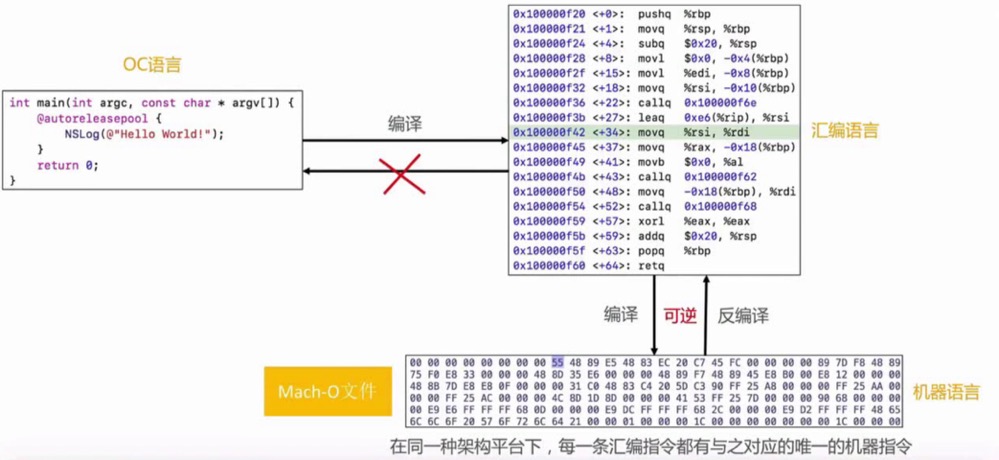 OC语言
int main(int argc, const char * argv[]) {
@autoreleasepool {
NSLog(@"Hello World!");
}
return 0;
}
编译
0x100000f20 <+0>: pushq %rbp
0x100000f21 <+1>: movq %rsp, %rbp
0x100000f24 <+4>: subq $0x20, %rsp
0x100000f28 <+8>: movl $0x0, -0x4(%rbp)
0x100000f2f <+15>: movl %edi, -0x8(%rbp)
0x100000f32 <+18>: movq %rsi, -0x10(%rbp)
0x100000f36 <+22>: callq 0x100000f6e
0x100000f3b <+27>: leaq 0xe6(%rip), %rsi
0x100000f42 <+34>: movq %rsi, %rdi
0x100000f45 <+37>: movq %rax, -0x18(%rbp)
0x100000f49 <+41>: movb $0x0, %al
0x100000f4b <+43>: callq 0x100000f62
0x100000f50 <+48>: movq -0x18(%rbp), %rdi
0x100000f54 <+52>: callq 0x100000f68
0x100000f59 <+57>: xorl %eax, %eax
0x100000f5b <+59>: addq $0x20, %rsp
0x100000f5f <+63>: popq %rbp
0x100000f60 <+64>: retq
汇编语言
编译 可逆 反编译
Mach-O文件
00 00 00 00 00 00 00 00 55 48 89 E5 48 83 EC 20 C7 45 FC 00 00 00 00 89 7D F8 48 89
75 F0 E8 33 00 00 00 48 8D 35 E6 00 00 00 48 89 F7 48 89 45 E8 B0 00 E8 12 00 00 00
48 8B 7D E8 E8 0F 00 00 00 31 C0 48 83 C4 20 5D C3 90 FF 25 A8 00 00 00 FF 25 AA 00
00 00 FF 25 AC 00 00 00 4C 8D 1D 8D 00 00 00 41 53 FF 25 7D 00 00 00 90 68 00 00 00
00 E9 E6 FF FF FF 68 0D 00 00 00 E9 DC FF FF FF 68 2C 00 00 00 E9 D2 FF FF FF 48 65
6C 6C 6F 20 57 6F 72 6C 64 21 00 00 01 00 00 00 1C 00 00 00 00 00 00 00 1C 00 00 00
机器语言
在同一种架构平台下，每一条汇编指令都有与之对应的唯一的机器指令